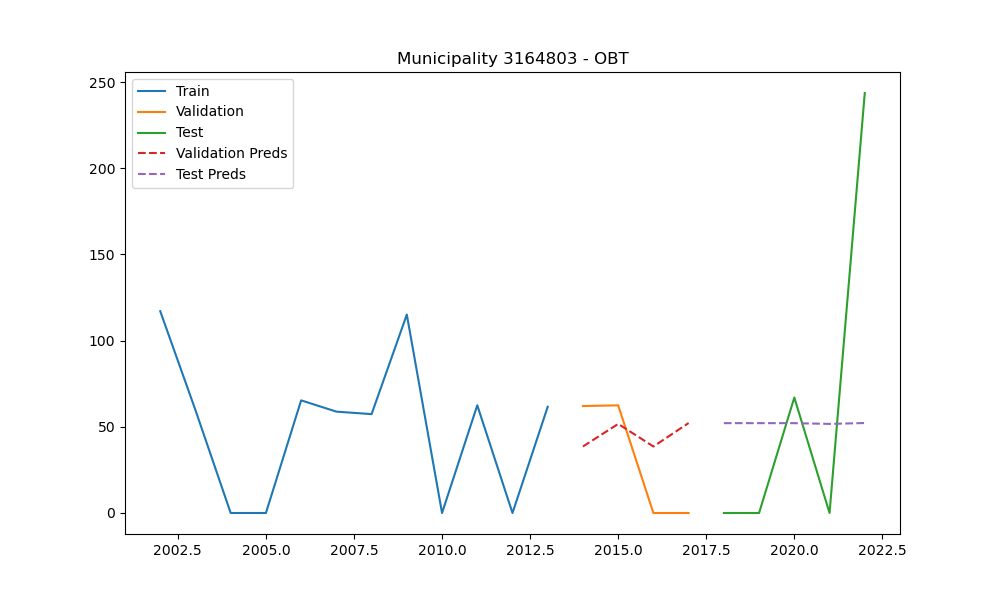 Municipality 3164803 - OBT
250
200
150
100
50
0
Train
Validation
Test
Validation Preds
Test Preds
2002.5 2005.0 2007.5 2010.0 2012.5 2015.0 2017.5 2020.0 2022.5